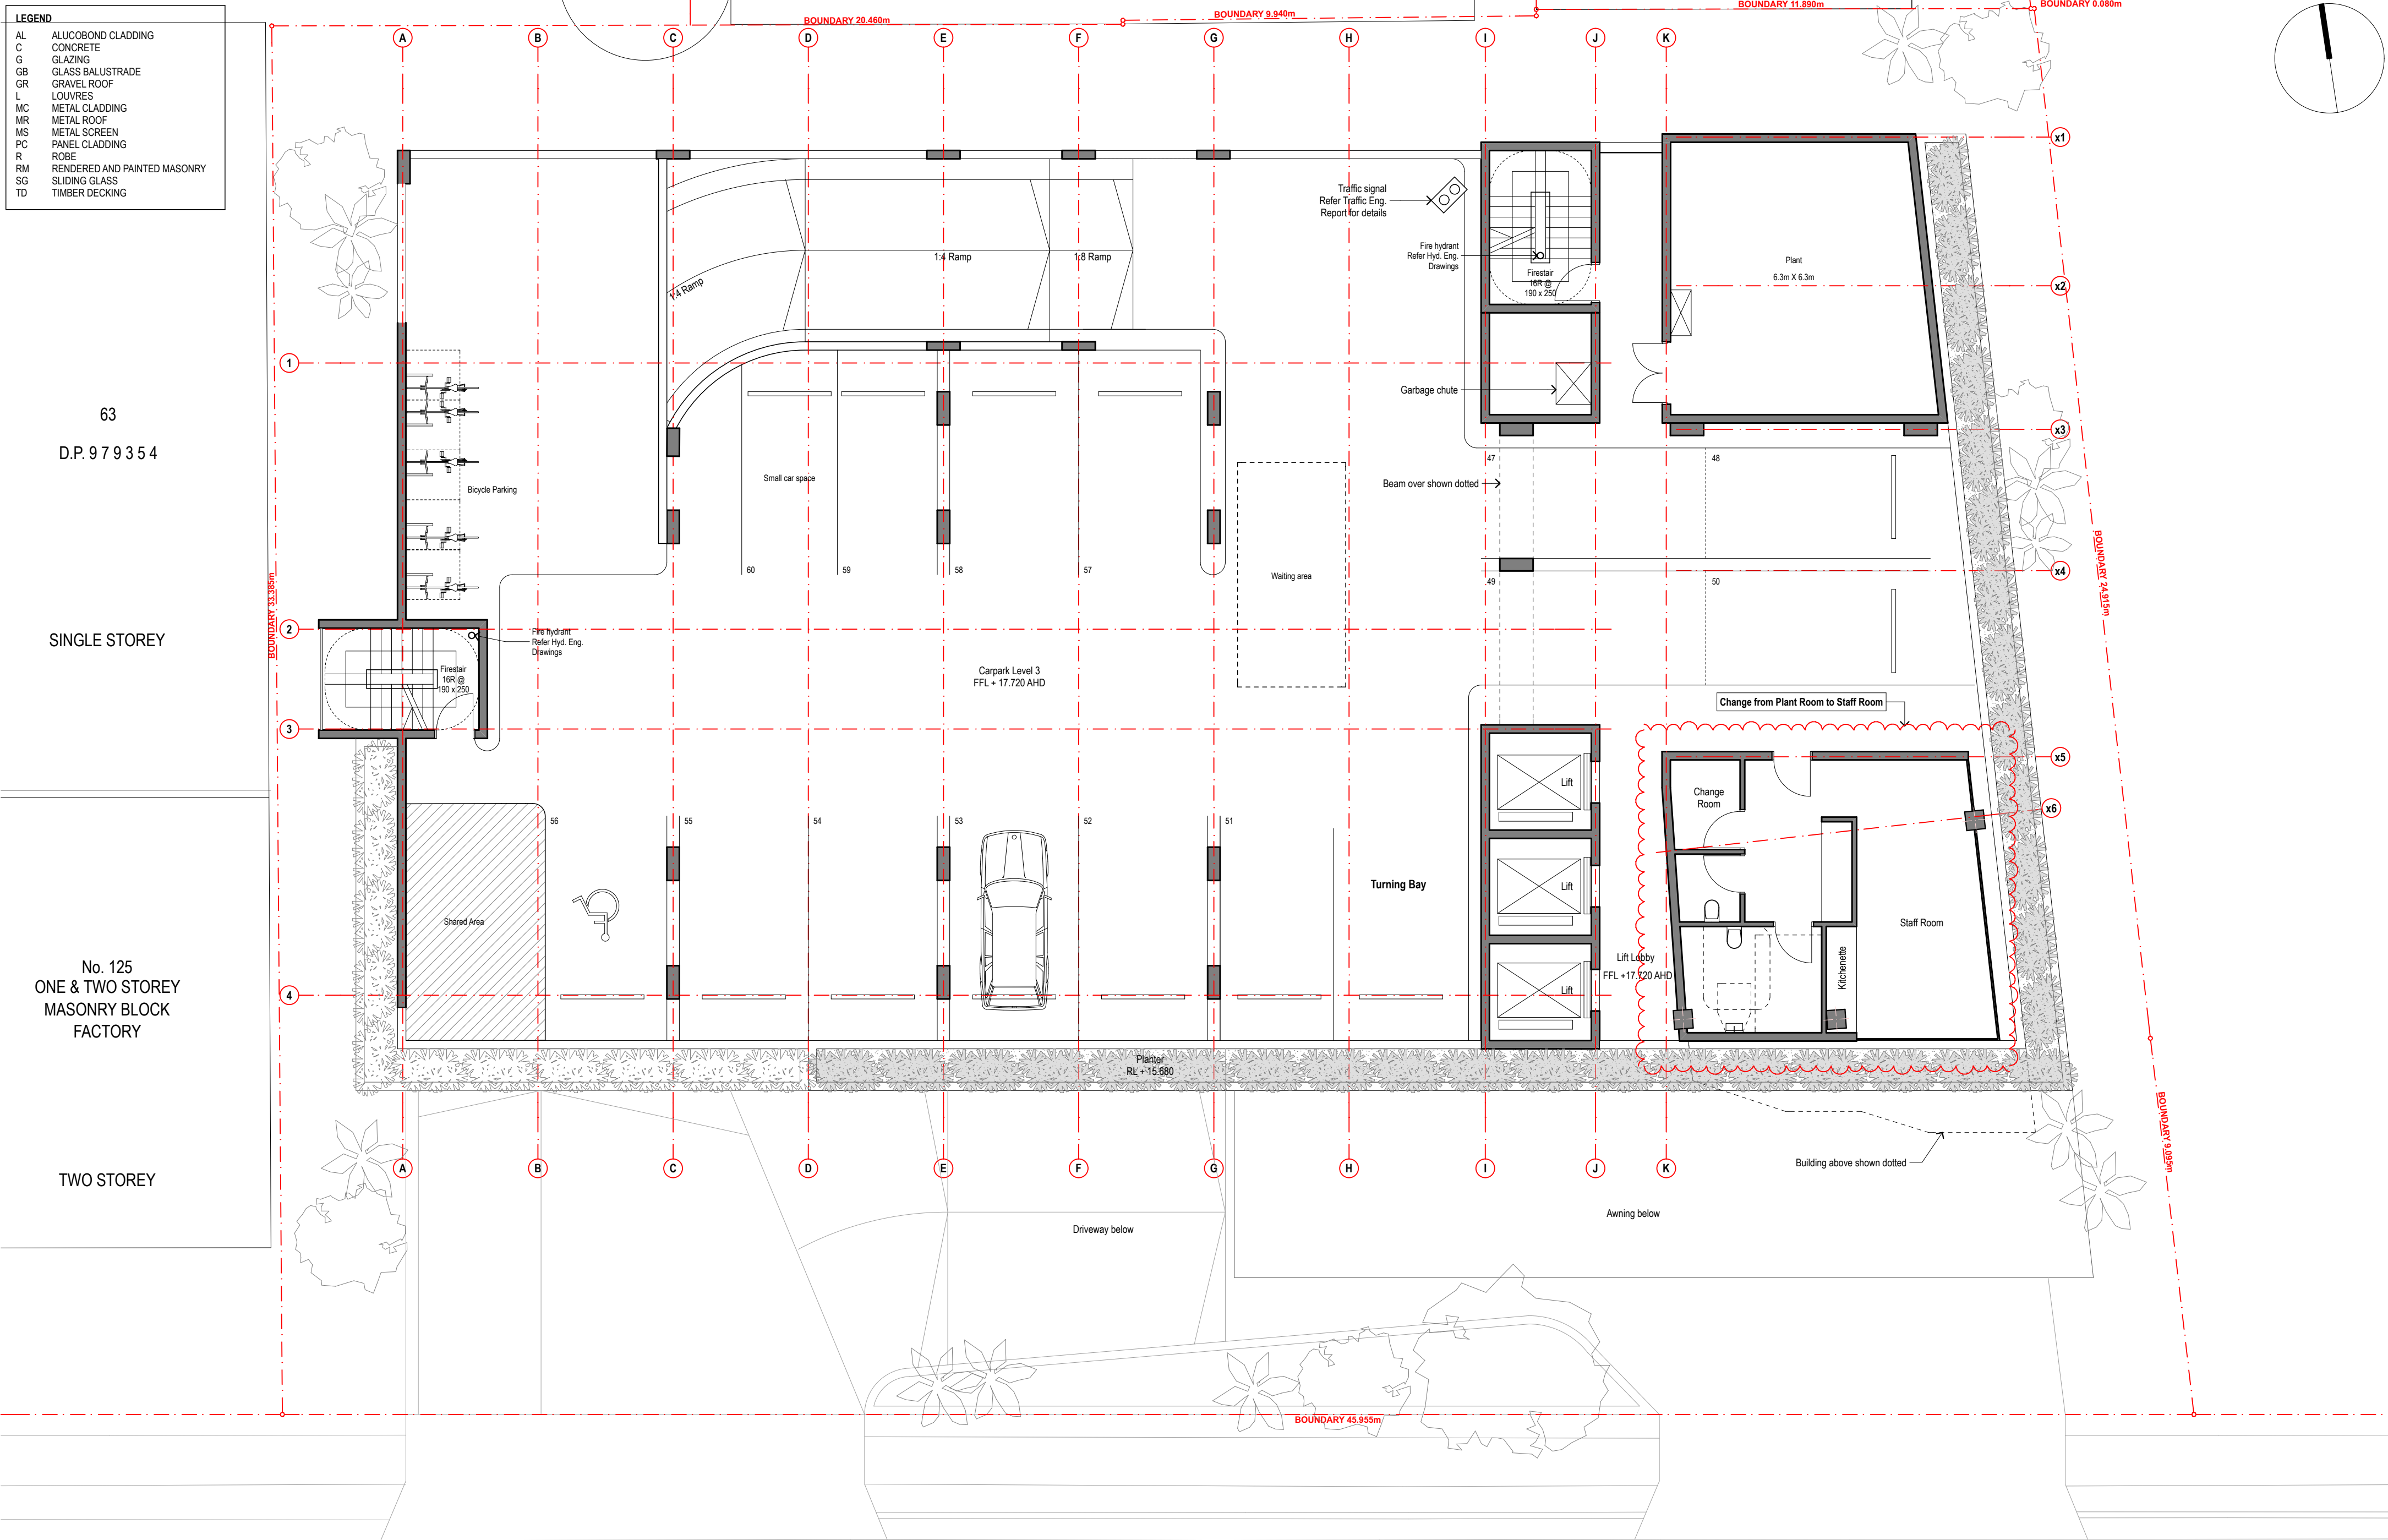 LEGEND
AL ALUCOBOND CLADDING
C CONCRETE
G GLAZING
GB GLASS BALUSTRADE
GR GRAVEL ROOF
L LOUVRES
MC METAL CLADDING
MR METAL ROOF
MS METAL SCREEN
PC PANEL CLADDING
R ROBE
RM RENDERED AND PAINTED MASONRY
SG SLIDING GLASS
TD TIMBER DECKING
BOUNDARY 20.460m
BOUNDARY 9.940m
BOUNDARY 11.890m
BOUNDARY 0.080m
A B C D E F G H I J K
x1
Traffic signal
Refer Traffic Eng.
Report for details
Fire hydrant
Refer Hyd. Eng.
Drawings
Firestair
16R @
190 x 250
Plant
6.3m X 6.3m
1:4 Ramp
1:4 Ramp
1:8 Ramp
x2
1
Garbage chute
63
D.P. 9 7 9 3 5 4
x3
Small car space
Bicycle Parking
47
48
Beam over shown dotted
60
59
58
57
Waiting area
49
50
x4
BOUNDARY 33.385m
BOUNDARY 24.915m
SINGLE STOREY
2
Fire hydrant
Refer Hyd. Eng.
Drawings
Firestair
16R @
190 x 250
Carpark Level 3
FFL + 17.720 AHD
Change from Plant Room to Staff Room
3
x5
Lift
Change
Room
x6
56
55
54
53
52
51
Lift
Turning Bay
Shared Area
Staff Room
Lift Lobby
FFL +17.720 AHD
Kitchenette
Lift
4
No. 125
ONE & TWO STOREY
MASONRY BLOCK
FACTORY
Planter
RL + 15.680
BOUNDARY 9.095m
A B C D E F G H I J K
Building above shown dotted
TWO STOREY
Awning below
Driveway below
BOUNDARY 45.955m